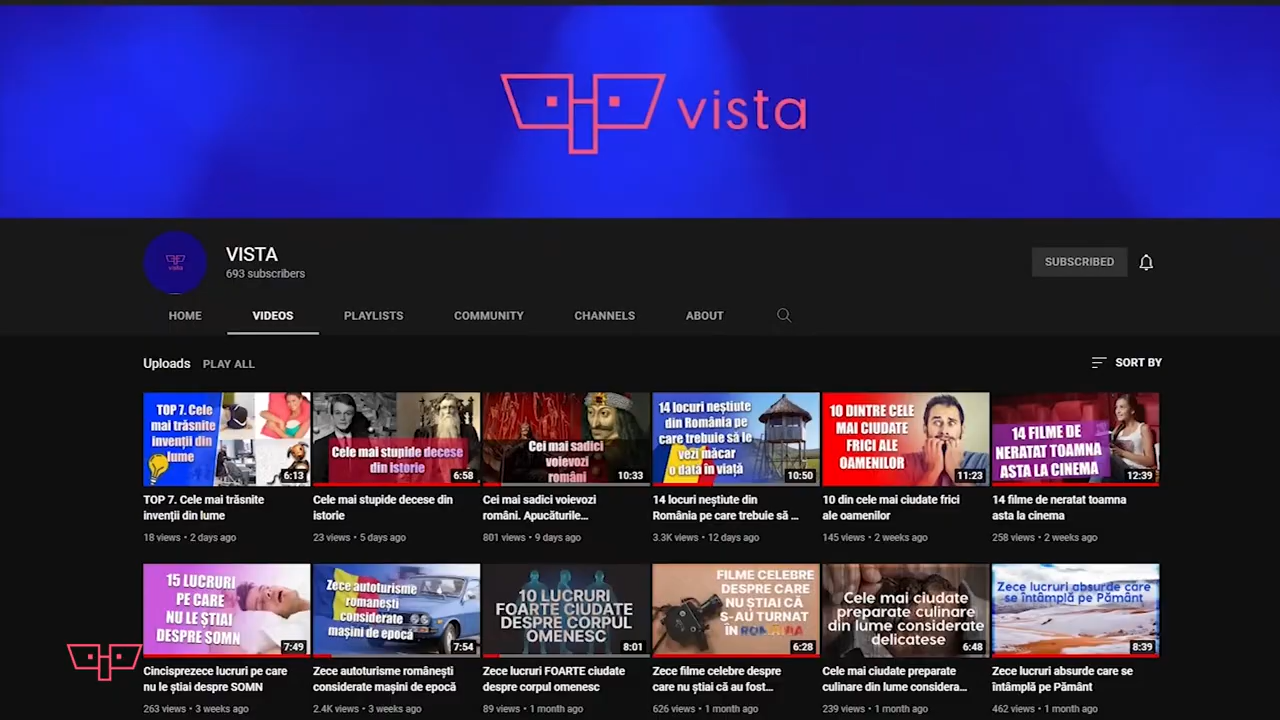 vista
vista
VISTA
693 subscribers
SUBSCRIBED
HOME
VIDEOS
PLAYLISTS
COMMUNITY
CHANNELS
ABOUT
Uploads
PLAY ALL
SORT BY
TOP 7. Cele
mai trăsnite
invenții din
lume
6:13
Cele mai stupide decese
din istorie
6:58
Cei mai sadici
voievozi
români
10:33
14 locuri neștiute
din România pe
care trebuie să le
vezi măcar
o dată în viață
10:50
10 DINTRE CELE
MAI CIUDATE
FRICI ALE
OAMENILOR
11:23
14 FILME DE
NERATAT TOAMNA
ASTA LA CINEMA
12:39
TOP 7. Cele mai trăsnite
invenții din lume
18 views • 2 days ago
Cele mai stupide decese din
istorie
23 views • 5 days ago
Cei mai sadici voievozi
români. Apucăturile...
801 views • 9 days ago
14 locuri neștiute din
România pe care trebuie să ...
3.3K views • 12 days ago
10 din cele mai ciudate frici
ale oamenilor
145 views • 2 weeks ago
14 filme de neratat toamna
asta la cinema
258 views • 2 weeks ago
15 LUCRURI
PE CARE
NU LE ȘTIAI
DESPRE SOMN
7:49
Zece autoturisme
românești
considerate
mașini de epocă
7:54
10 LUCRURI
FOARTE CIUDATE
DESPRE CORPUL
OMENESC
8:01
FILME CELEBRE
DESPRE CARE
NU ȘTIAI CĂ
S-AU TURNAT
ÎN ROMÂNIA
6:28
Cele mai ciudate
preparate culinare
din lume considerate
delicatese
6:48
Zece lucruri absurde care
se întâmplă pe Pământ
8:39
Cincisprezece lucruri pe care
nu le știai despre SOMN
263 views • 3 weeks ago
Zece autoturisme românești
considerate mașini de epocă
2.4K views • 3 weeks ago
Zece lucruri FOARTE ciudate
despre corpul omenesc
89 views • 1 month ago
Zece filme celebre despre
care nu știai că au fost...
626 views • 1 month ago
Cele mai ciudate preparate
culinare din lume considera...
239 views • 1 month ago
Zece lucruri absurde care se
întâmplă pe Pământ
462 views • 1 month ago